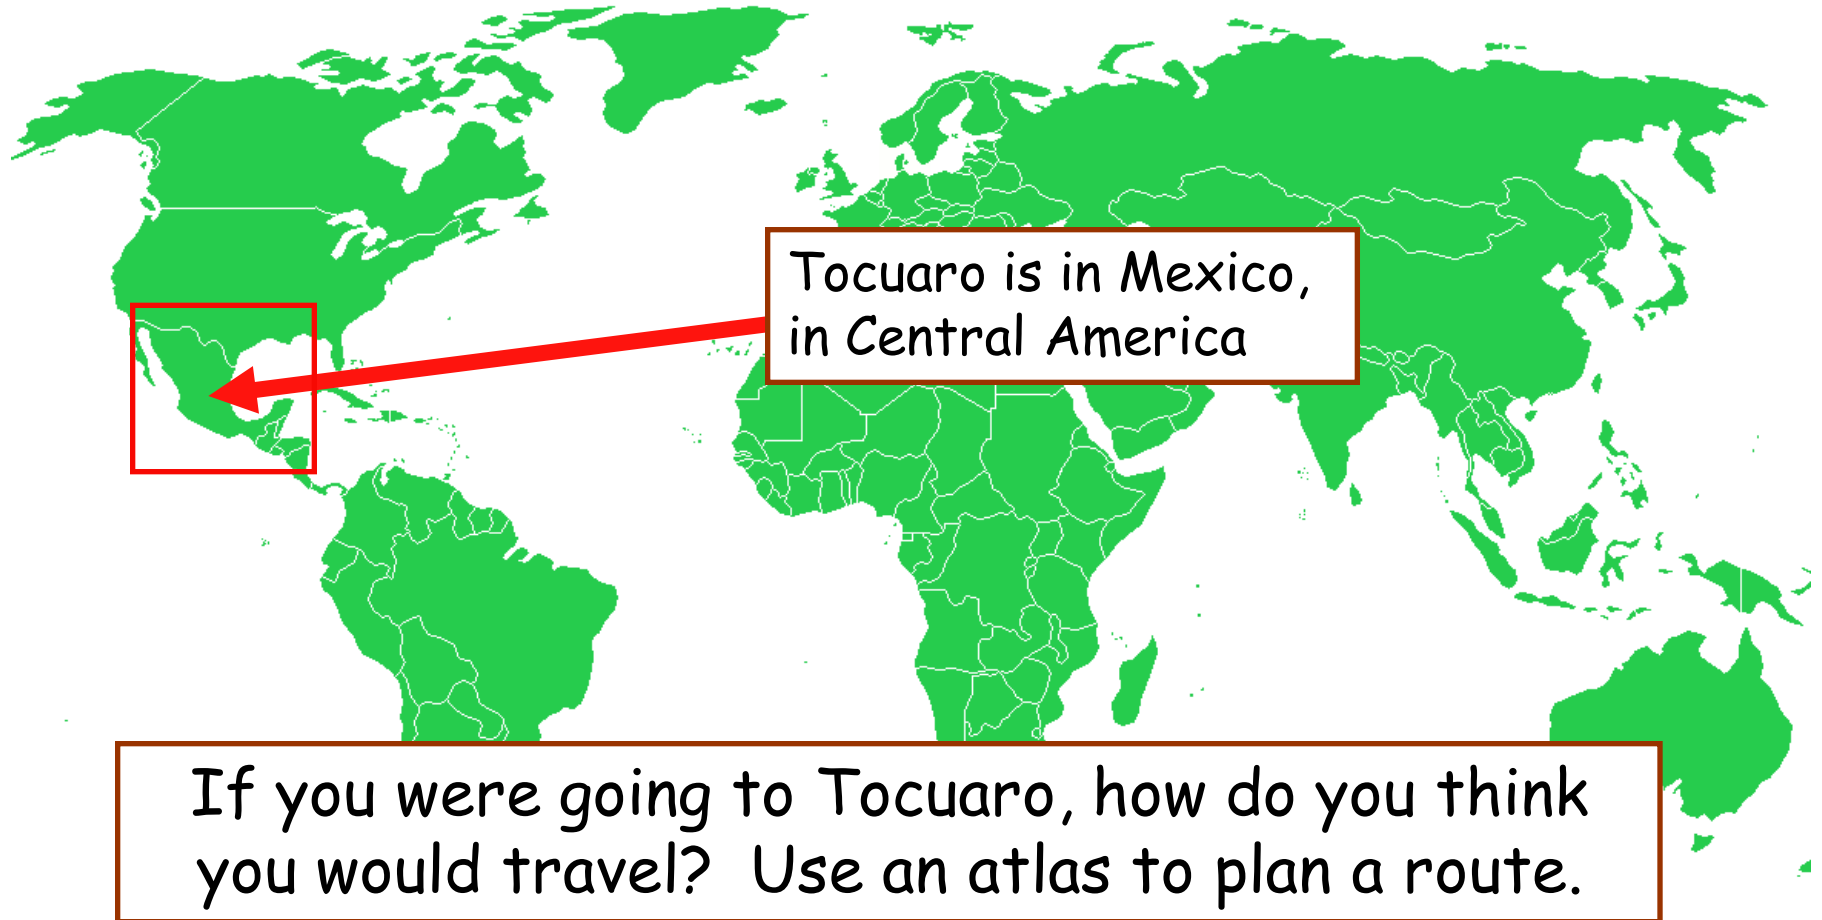 Tocuaro is in Mexico,
in Central America
If you were going to Tocuaro, how do you think
you would travel?  Use an atlas to plan a route.